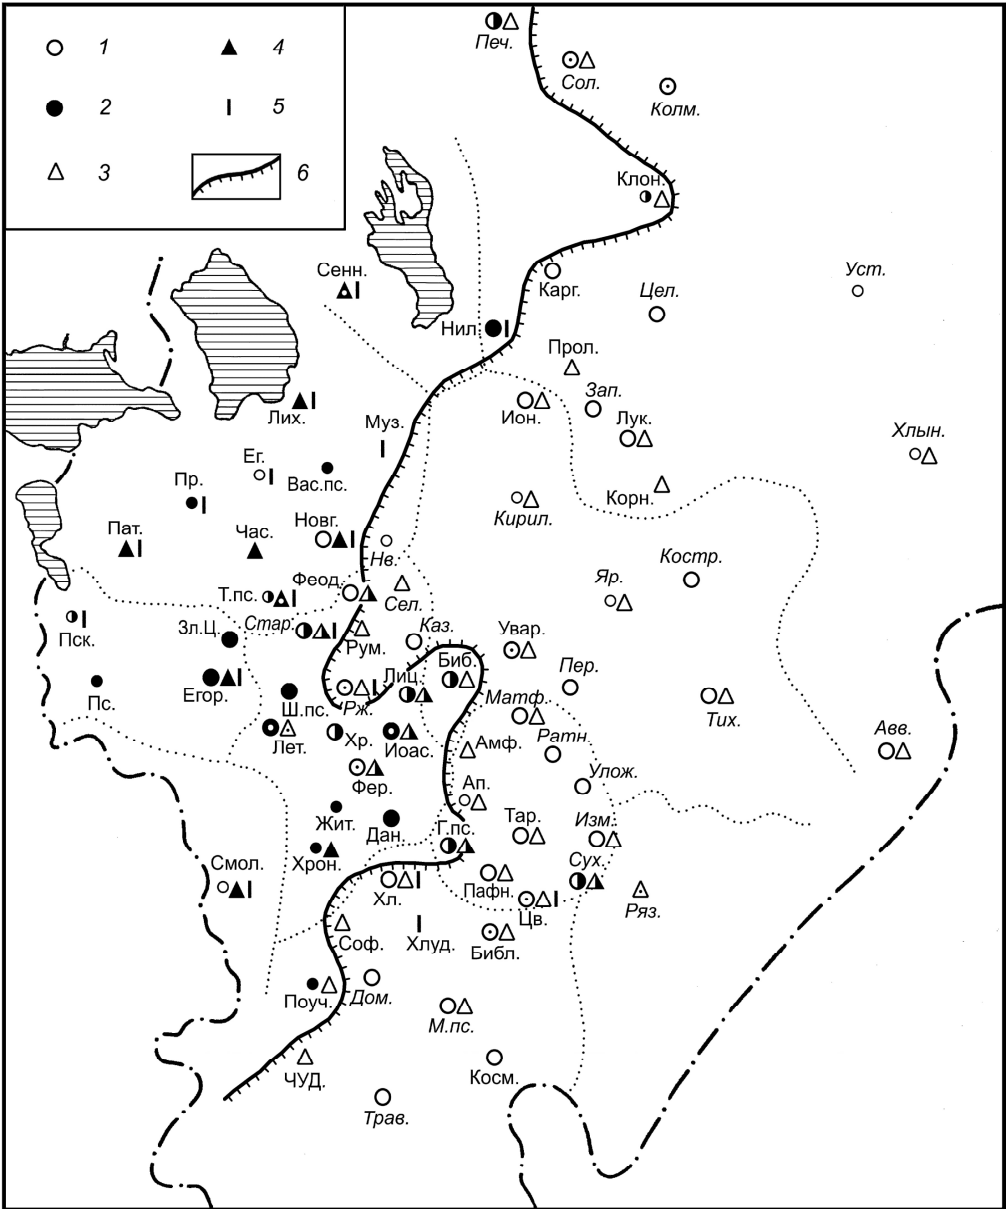 1 4
2 5
3 6
Печ.
Сол.
Колм.
Клон.
Сенн.
Карг.
Цел.
Уст.
Нил.
Прол.
Зап.
Лих.
Ион.
Лук.
Муз.
Хлын.
Ег.
Пр.
Вас.пс.
Корн.
Кирил.
Пат.
Час.
Новг.
Нв.
Костр.
Феод.
Яр.
Т.пс.
Сел.
Стар.
Пск.
Зл.Ц.
Рум.
Каз.
Увар.
Биб.
Пер.
Лиц.
Пс.
Егор.
Ш.пс.
Рж.
Матф.
Тих.
Лет.
Хр.
Иоас.
Амф.
Ратн.
Авв.
Фер.
Улож.
Ап.
Жит.
Дан.
Г.пс.
Тар.
Изм.
Хрон.
Сух.
Смол.
Хл.
Пафн.
Цв.
Ряз.
Соф.
Хлуд.
Библ.
Поуч.
Дом.
М.пс.
ЧУД.
Косм.
Трав.